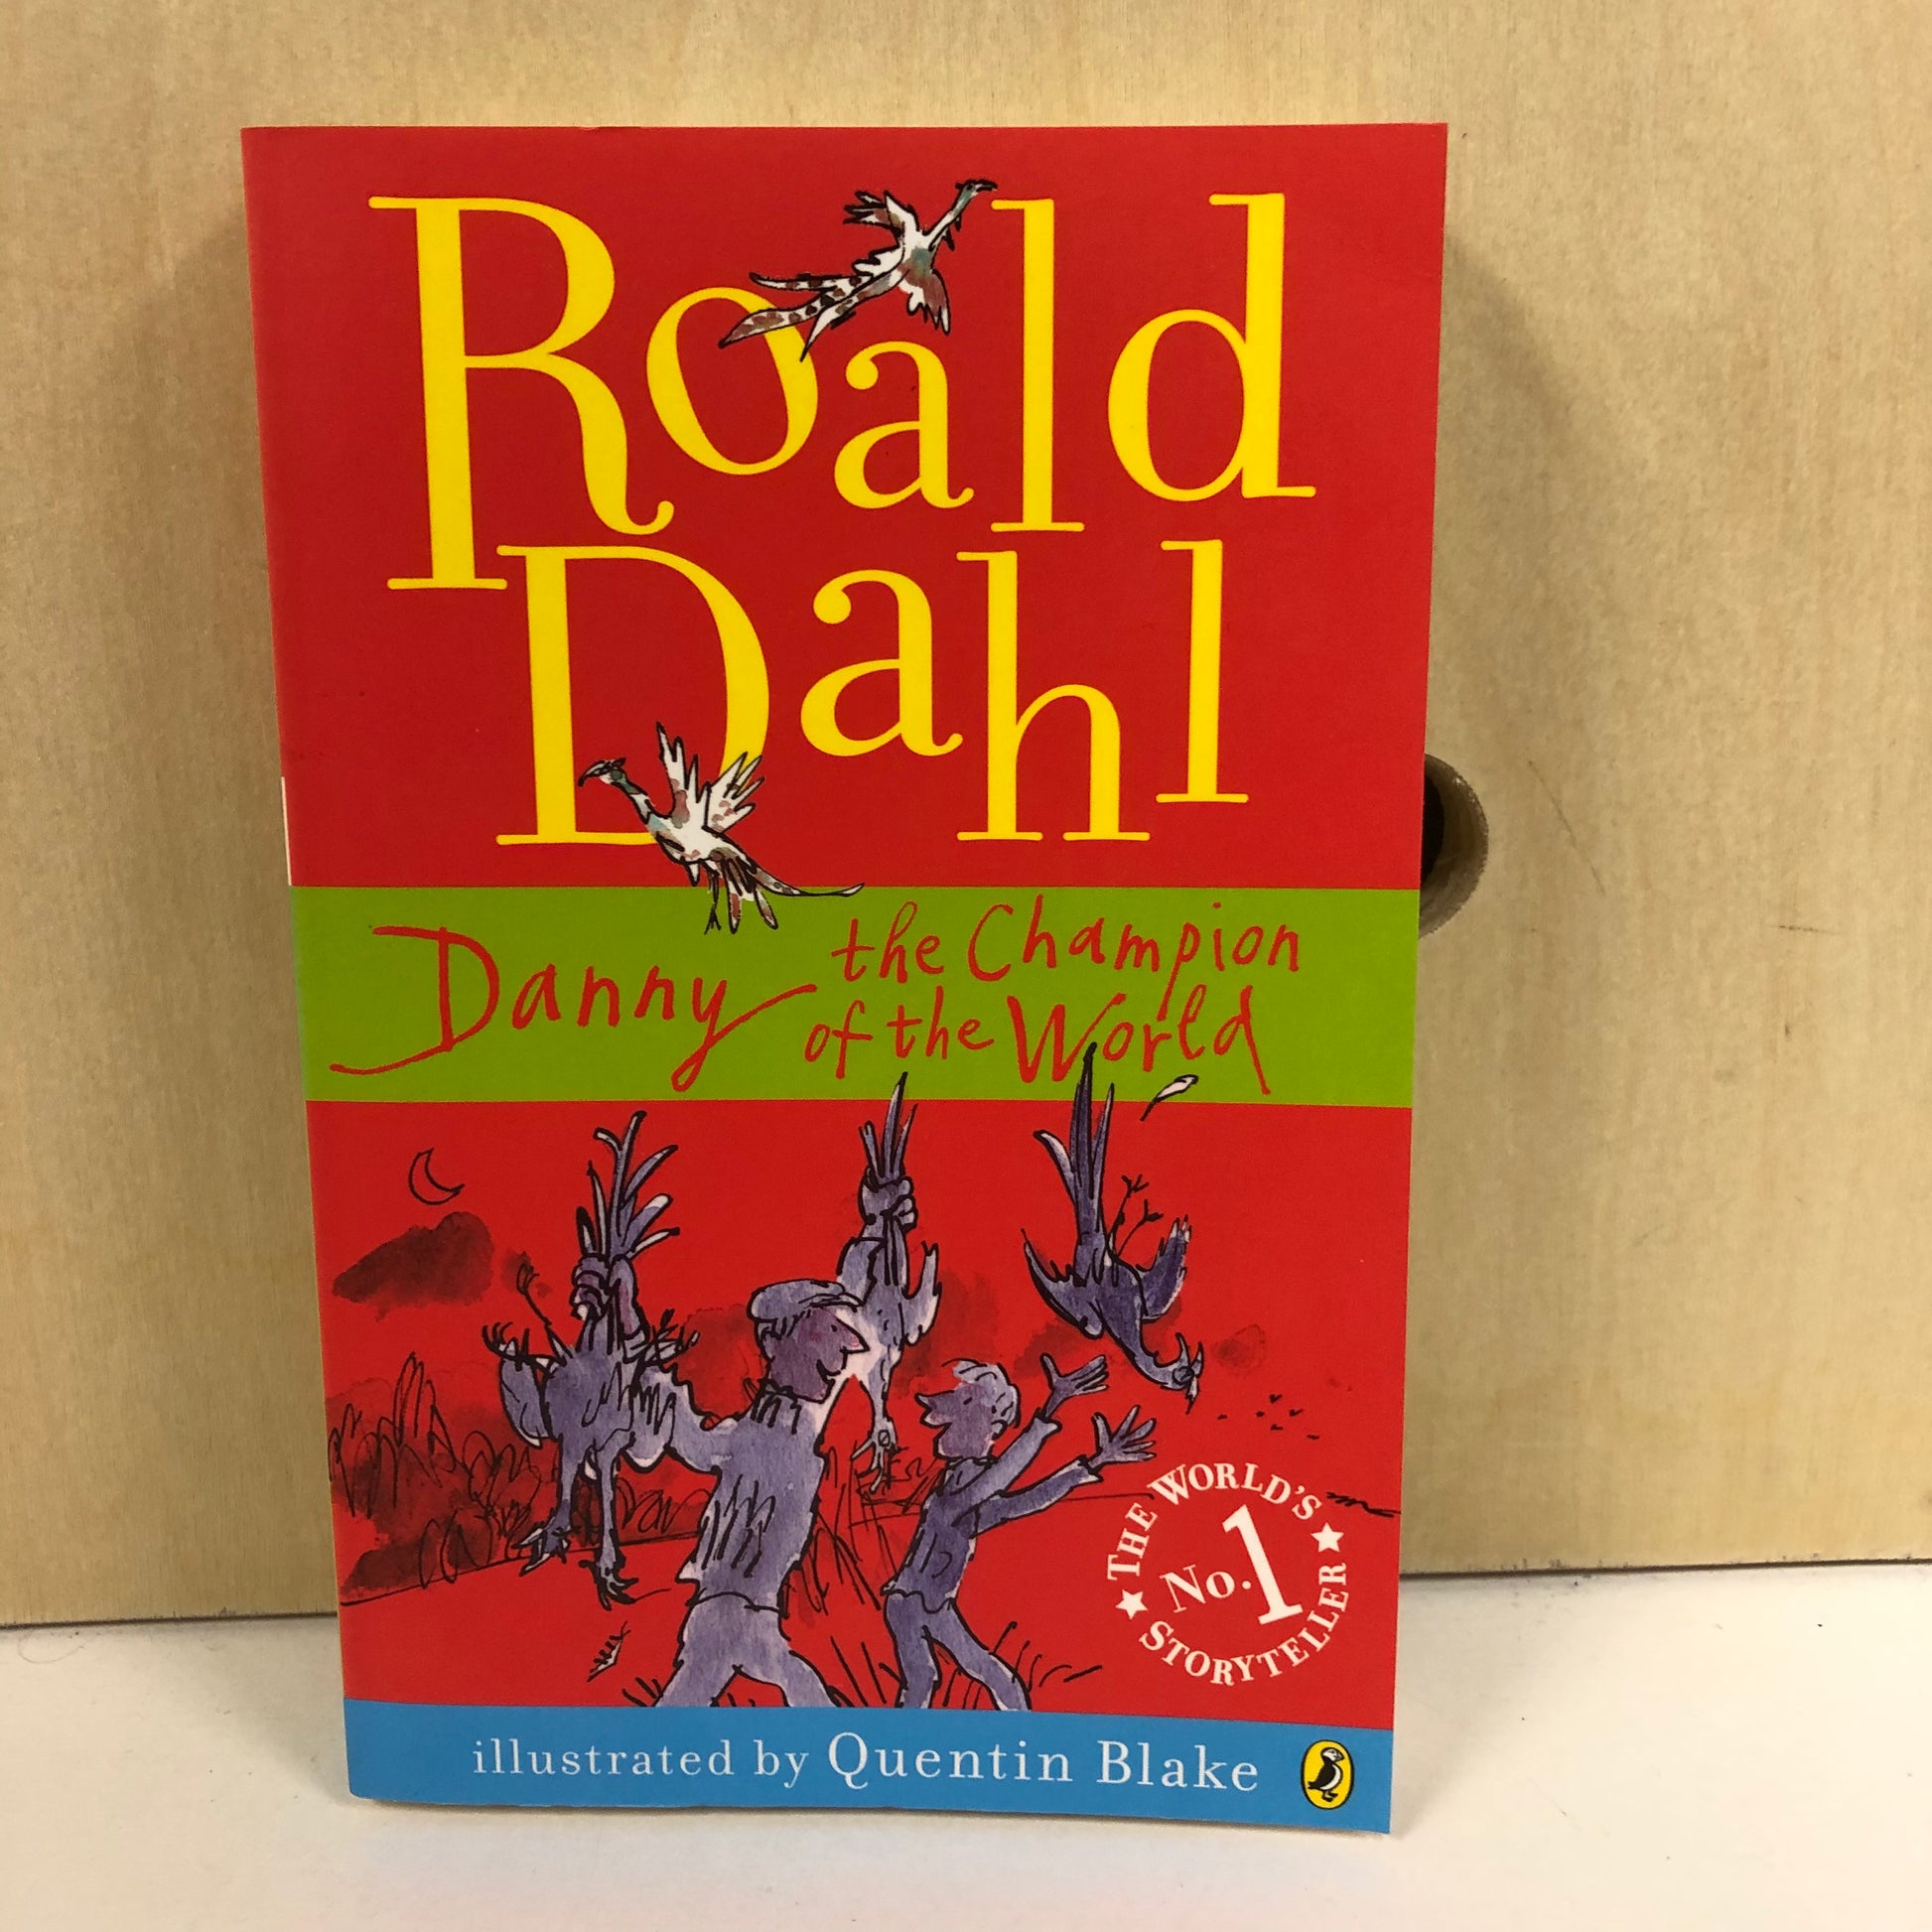 Roald
Dahl
Danny the Champion
of the World
THE WORLD'S
No.1
STORYTELLER
illustrated by Quentin Blake